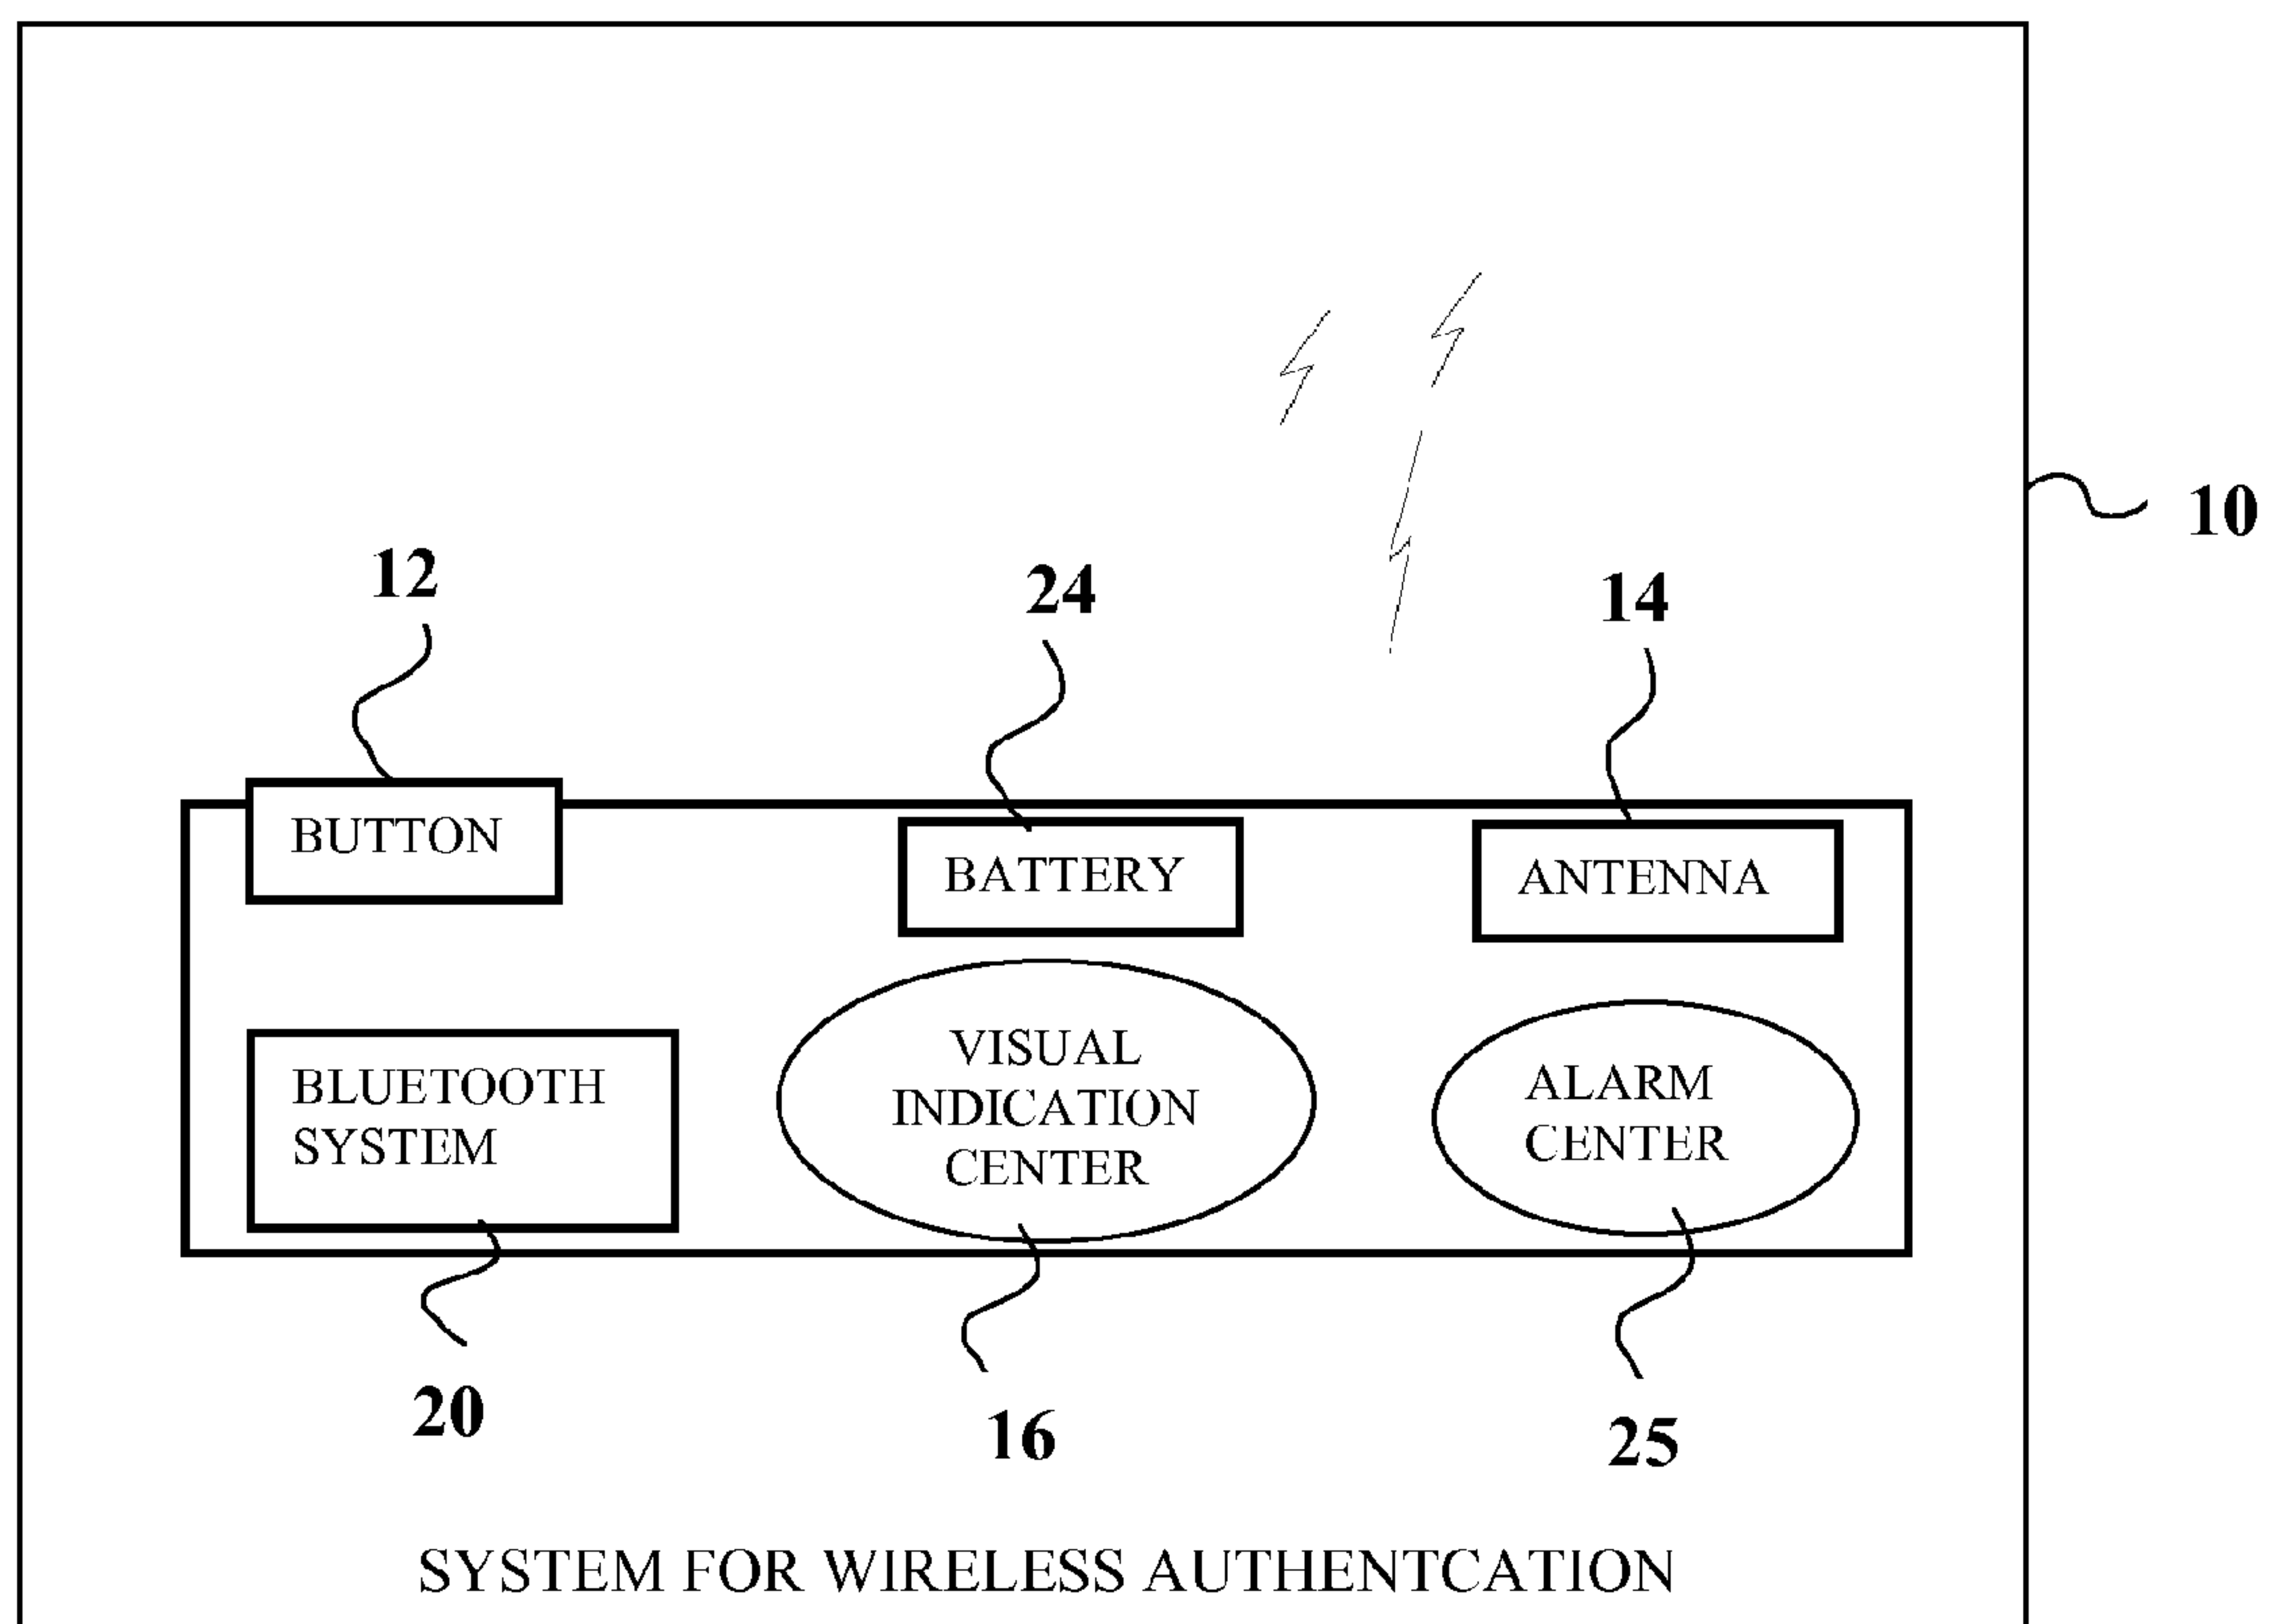 10
12
24
14
BUTTON
BATTERY
ANTENNA
BLUETOOTH
SYSTEM
VISUAL
INDICATION
CENTER
ALARM
CENTER
20
16
25
SYSTEM FOR WIRELESS AUTHENTCATION